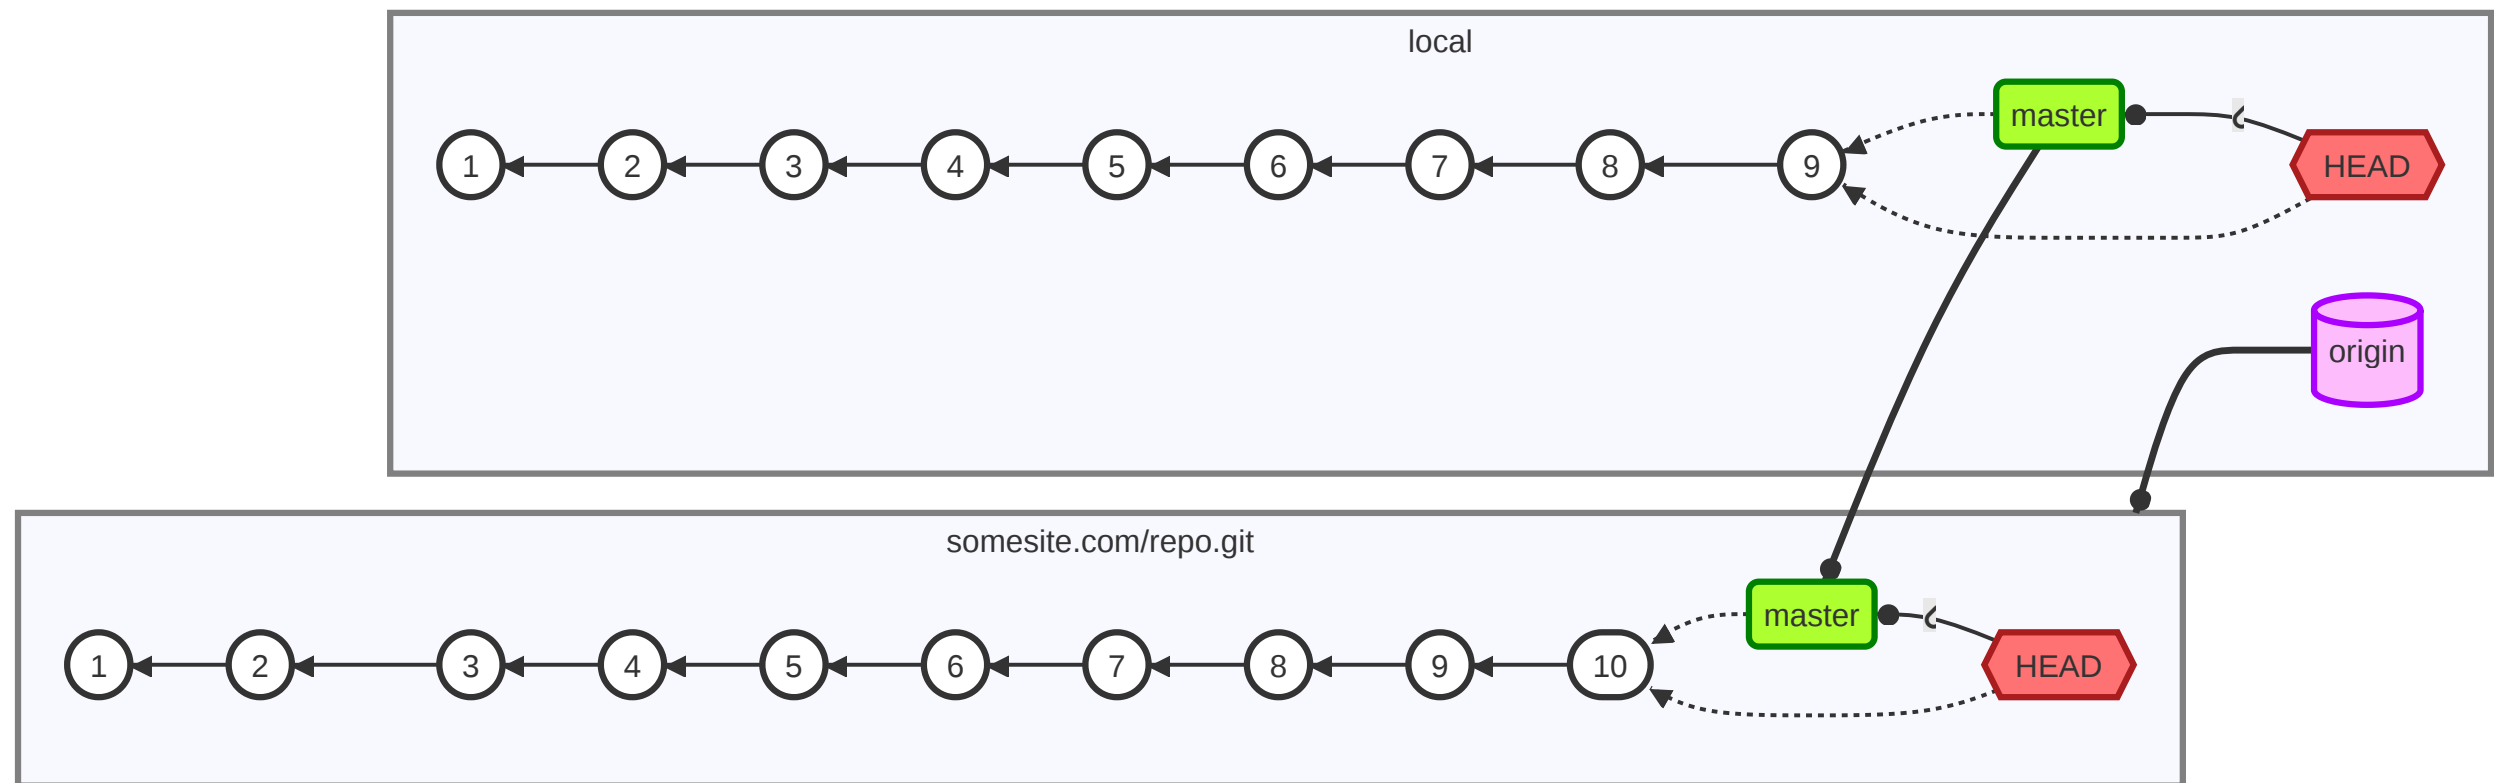 local
master
1 2 3 4 5 6 7 8 9 HEAD
origin
somesite.com/repo.git
master
1 2 3 4 5 6 7 8 9 10 HEAD